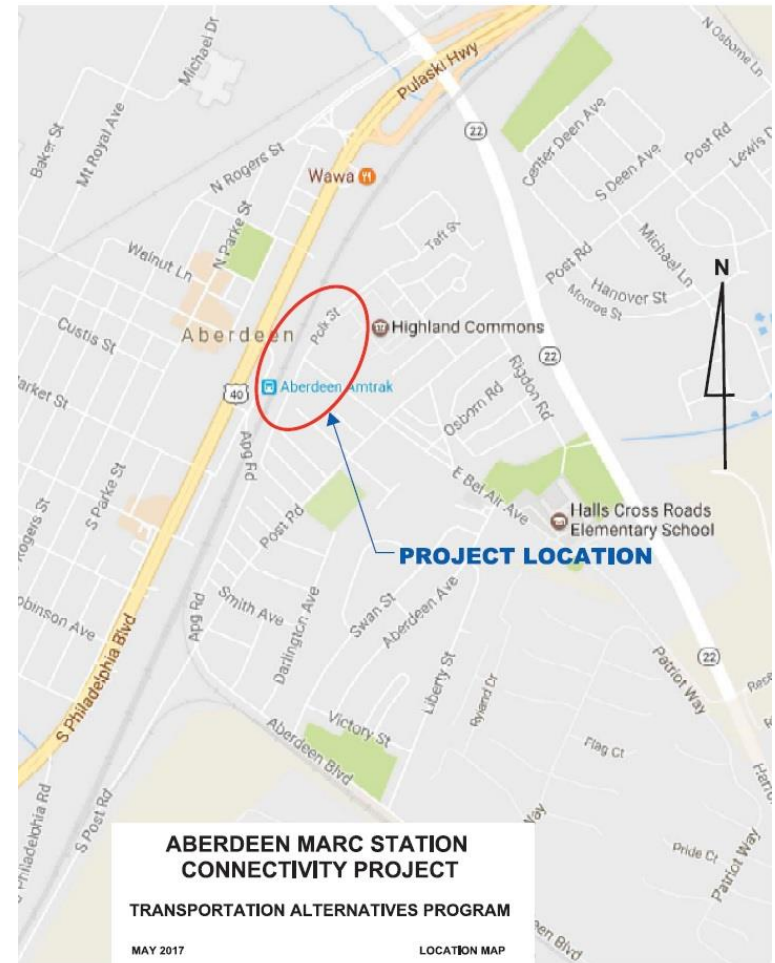 Michael Dr
N Osborne Ln
Pulaski Hwy
Baker St
Mt Royal Ave
22
Center Deen Ave
Post Rd
Lewis
N Rogers St
Wawa
S Deen Ave
N Parke St
Taft St
Michael Ln
Walnut Ln
Post Rd
Hanover St
Monroe St
N
Polk St
Highland Commons
Custis St
Aberdeen
22
40
Aberdeen Amtrak
Rigdon Rd
arket St
Osborn Rd
Apg Rd
S Parke St
E Bel Air Ave
Halls Cross Roads
Elementary School
Rogers St
Post Rd
PROJECT LOCATION
obinson Ave
Smith Ave
Swan St
Aberdeen Ave
Apg Rd
Darlington Ave
S Philadelphia Blvd
Liberty St
Patriot Way
22
Ryland Dr
Victory St
Aberdeen Blvd
Flag Ct
Philadelphia Rd
S Post Rd
Way
Pride Ct
Patriot Way
ABERDEEN MARC STATION
CONNECTIVITY PROJECT
TRANSPORTATION ALTERNATIVES PROGRAM
MAY 2017 LOCATION MAP
een Blvd